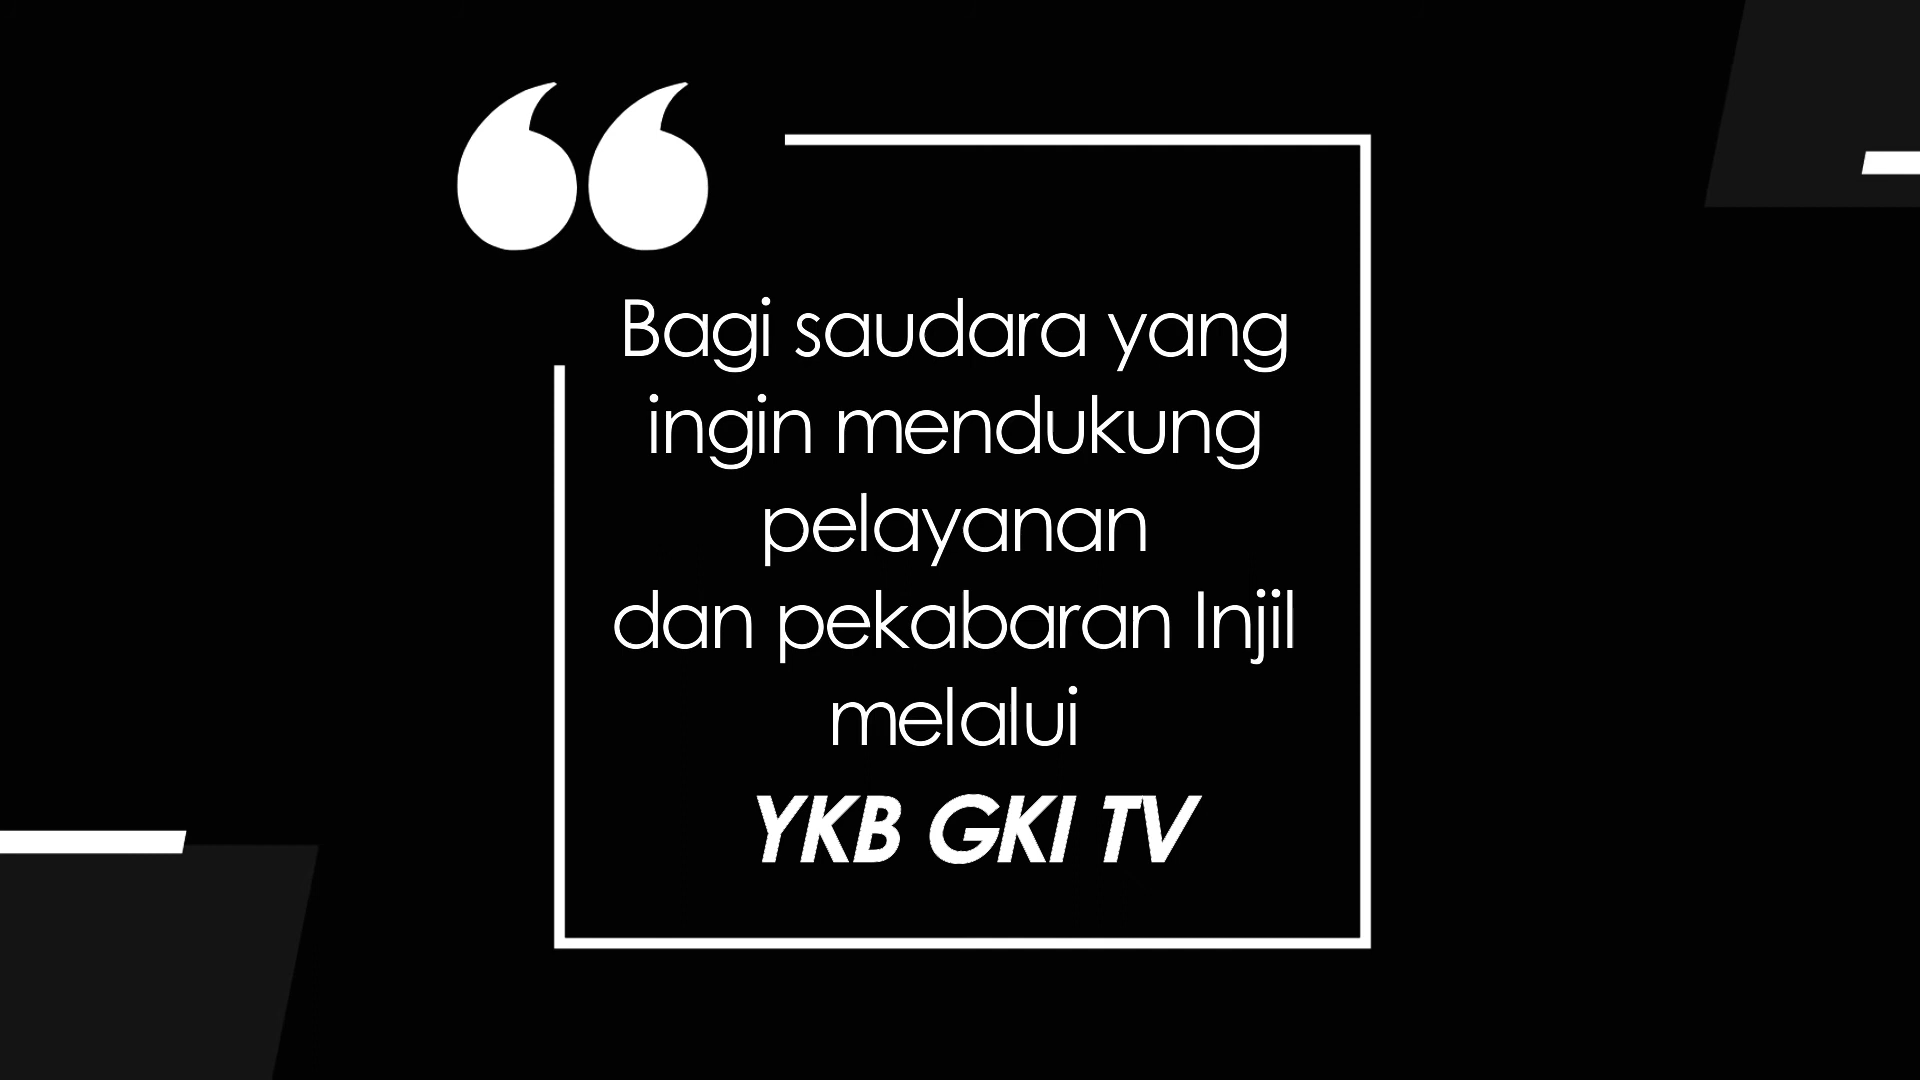 Bagi saudara yang
ingin mendukung
pelayanan
dan pekabaran Injil
melalui
YKB GKI TV